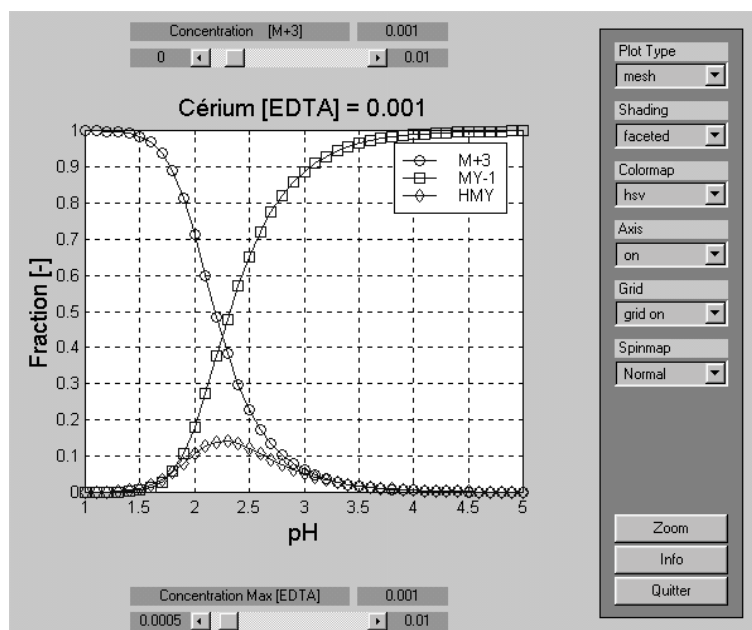 Concentration [M+3] 0.001
0 0.01
Cérium [EDTA] = 0.001
Fraction [-]
1
0.9
0.8
0.7
0.6
0.5
0.4
0.3
0.2
0.1
0
M+3
MY-1
HMY
1 1.5 2 2.5 3 3.5 4 4.5 5
pH
Concentration Max [EDTA] 0.001
0.0005 0.01
Plot Type
mesh
Shading
faceted
Colormap
hsv
Axis
on
Grid
grid on
Spinmap
Normal
Zoom
Info
Quitter